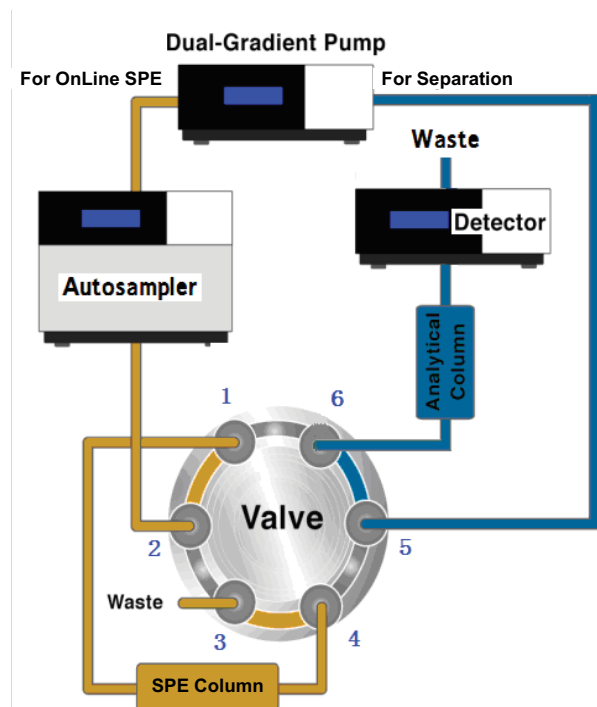 Dual-Gradient Pump
For OnLine SPE
For Separation
Waste
Detector
Autosampler
Analytical
Column
1
6
Valve
2
5
Waste
3
4
SPE Column